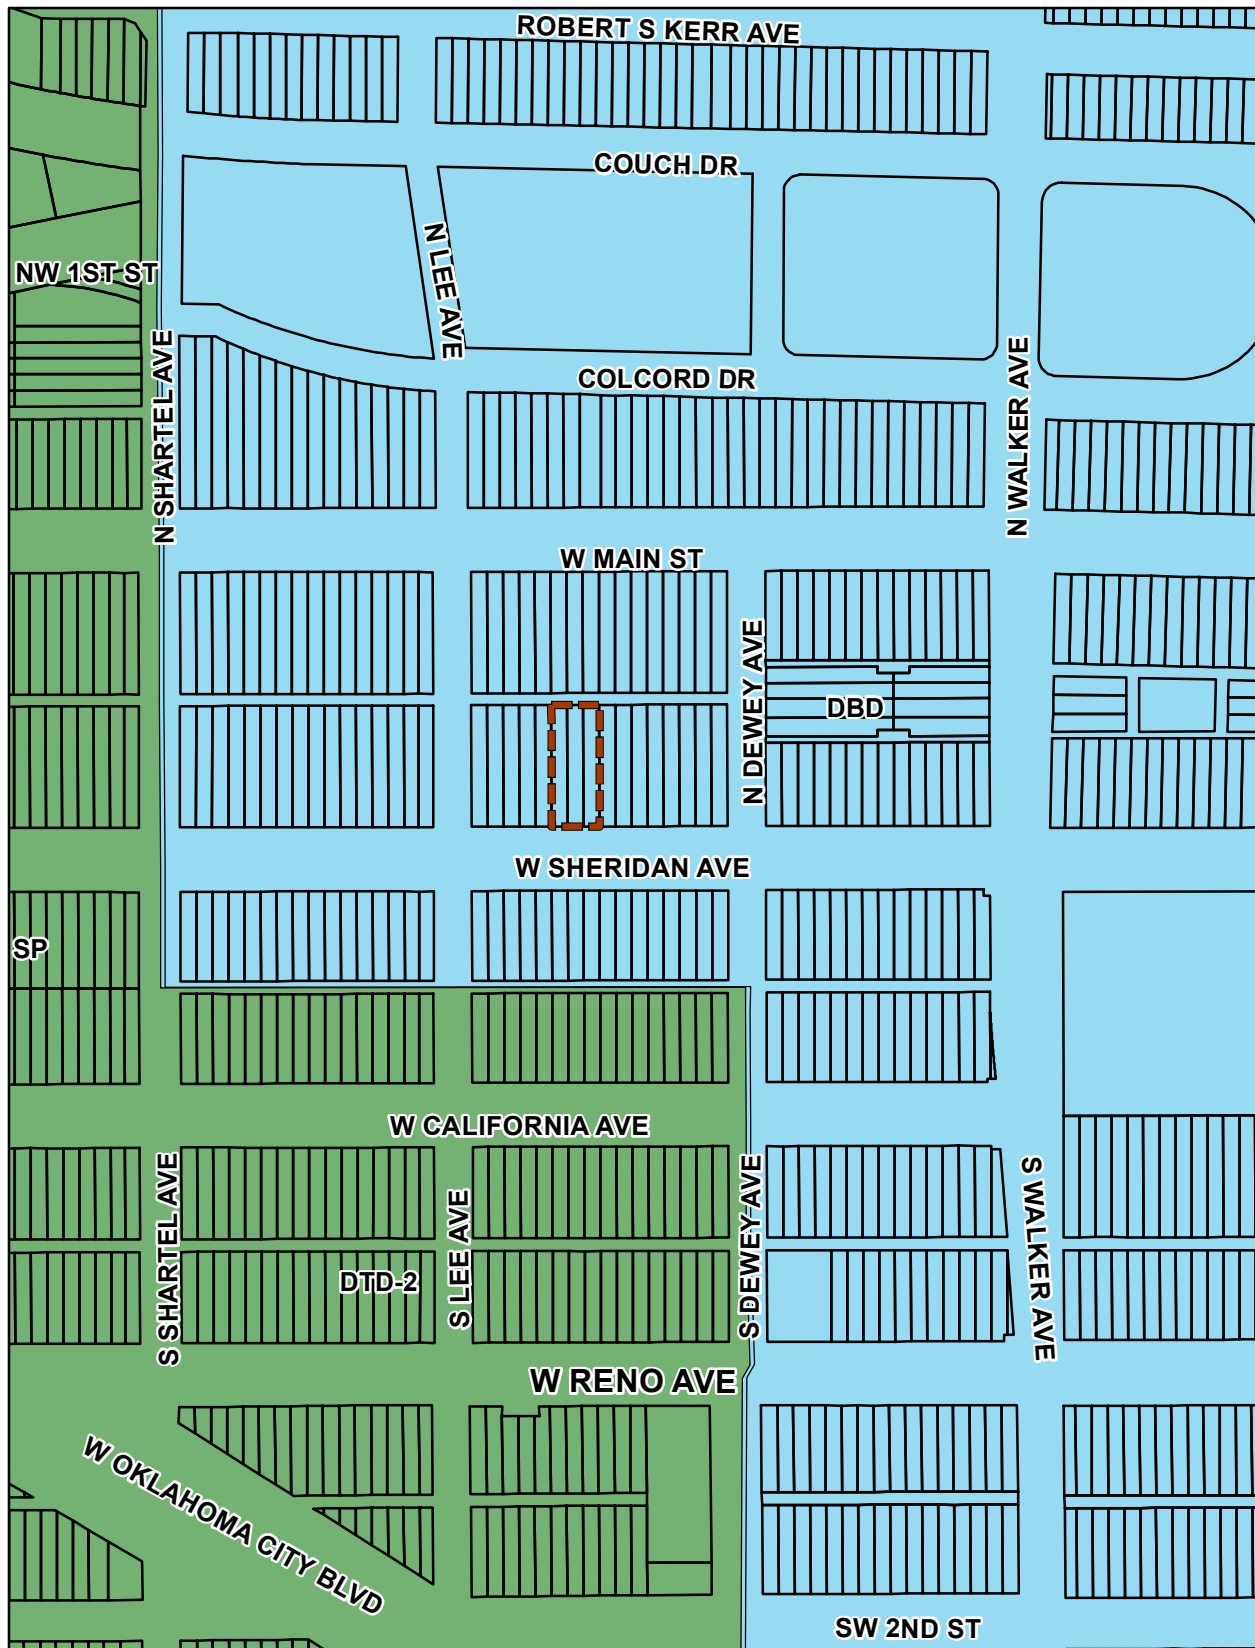 ROBERT S KERR AVE
COUCH DR
N LEE AVE
NW 1ST ST
N SHARTEL AVE
COLCORD DR
N WALKER AVE
W MAIN ST
N DEWEY AVE
DBD
W SHERIDAN AVE
SP
W CALIFORNIA AVE
S SHARTEL AVE
S LEE AVE
S DEWEY AVE
S WALKER AVE
DTD-2
W RENO AVE
W OKLAHOMA CITY BLVD
SW 2ND ST